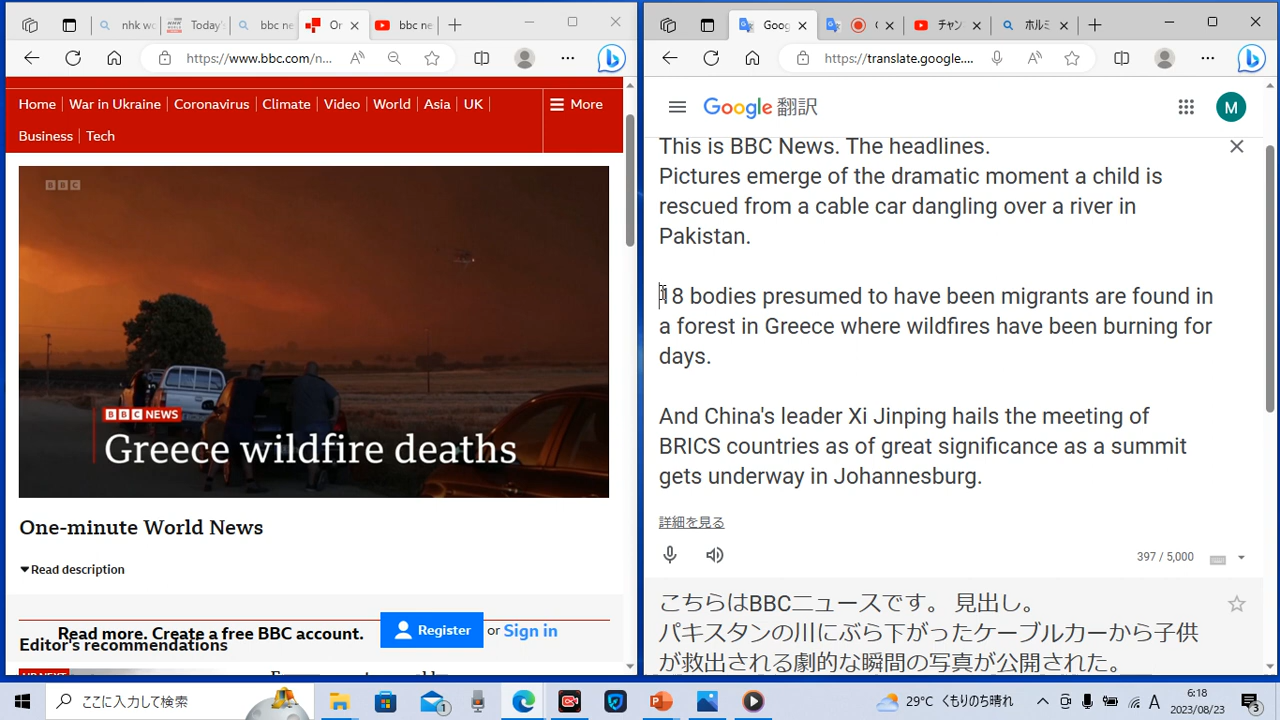 nhk wo
Today's
bbc ne
On
bbc ne
https://www.bbc.com/n...
Home
War in Ukraine
Coronavirus
Climate
Video
World
Asia
UK
More
Business
Tech
BBC
BBC NEWS
Greece wildfire deaths
One-minute World News
Read description
Read more. Create a free BBC account.
Register
or Sign in
Editor's recommendations
Goog
チャン
ホルミ
https://translate.google....
Google 翻訳
M
This is BBC News. The headlines.
Pictures emerge of the dramatic moment a child is
rescued from a cable car dangling over a river in
Pakistan.
18 bodies presumed to have been migrants are found in
a forest in Greece where wildfires have been burning for
days.
And China's leader Xi Jinping hails the meeting of
BRICS countries as of great significance as a summit
gets underway in Johannesburg.
詳細を見る
397 / 5,000
こちらはBBCニュースです。 見出し。
パキスタンの川にぶら下がったケーブルカーから子供
が救出される劇的な瞬間の写真が公開された。
ここに入力して検索
1
29°C くもりのち晴れ
A
6:18
2023/08/23
3